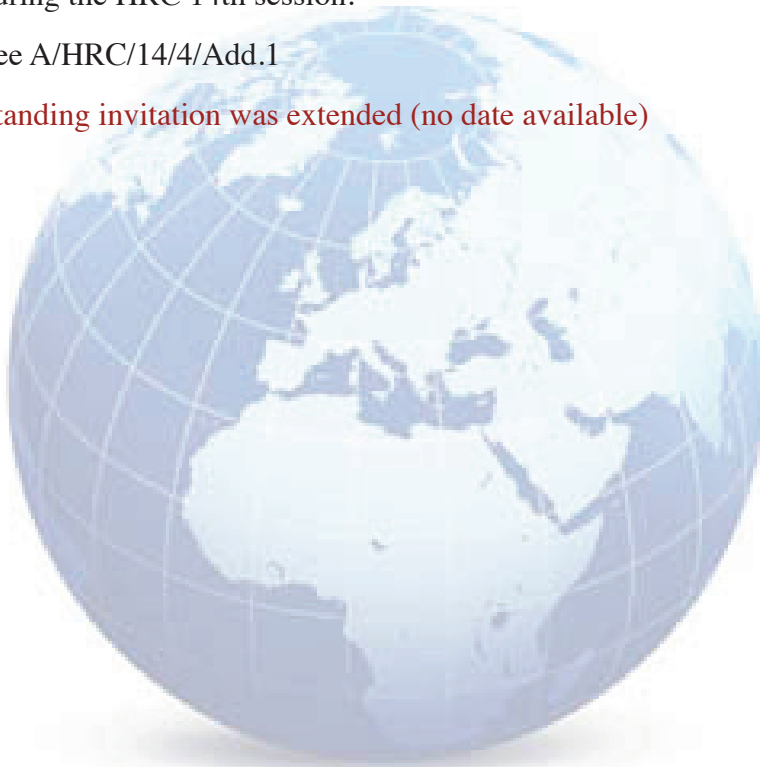 uring the HRC 14th session.
ee A/HRC/14/4/Add.1
tanding invitation was extended (no date available)